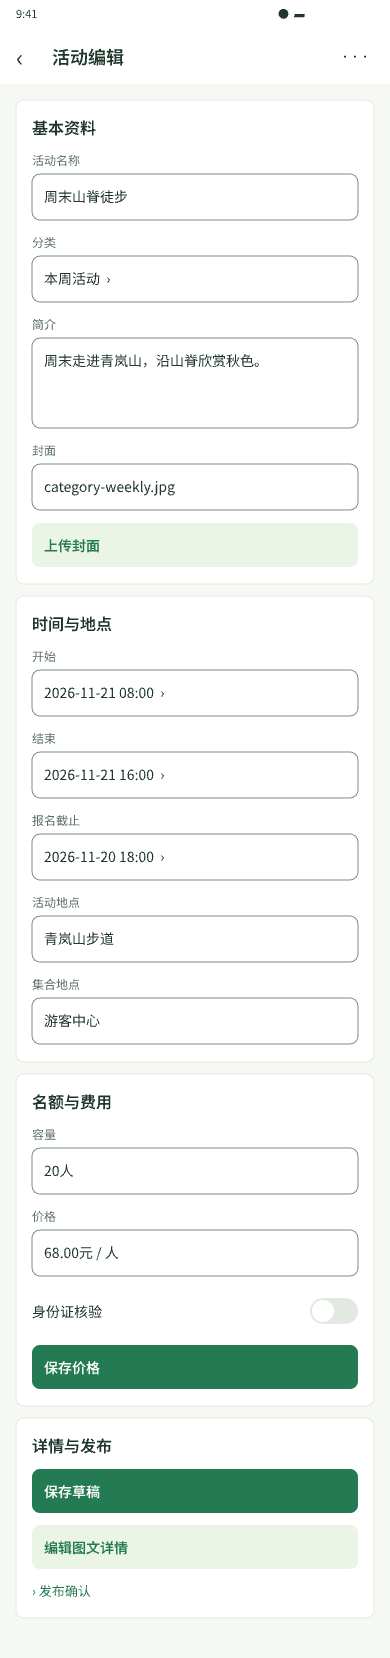 9:41
‹ 活动编辑 ···
基本资料
活动名称
周末山脊徒步
分类
本周活动 ›
简介
周末走进青岚山，沿山脊欣赏秋色。
封面
category-weekly.jpg
上传封面
时间与地点
开始
2026-11-21 08:00 ›
结束
2026-11-21 16:00 ›
报名截止
2026-11-20 18:00 ›
活动地点
青岚山步道
集合地点
游客中心
名额与费用
容量
20人
价格
68.00元 / 人
身份证核验
保存价格
详情与发布
保存草稿
编辑图文详情
› 发布确认